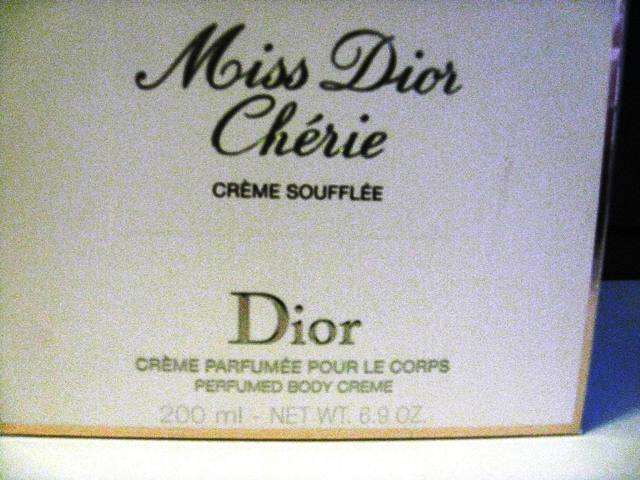 Miss Dior
Chérie
CRÈME SOUFFLÉE
Dior
CRÈME PARFUMÉE POUR LE CORPS
PERFUMED BODY CREME
200 ml - NET WT. 6.9 OZ.